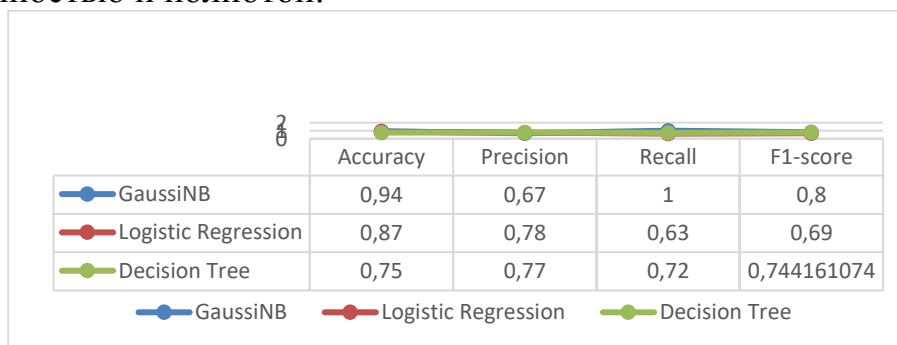 2
1
0
Accuracy Precision Recall F1-score
GaussiNB 0,94 0,67 1 0,8
Logistic Regression 0,87 0,78 0,63 0,69
Decision Tree 0,75 0,77 0,72 0,744161074
GaussiNB Logistic Regression Decision Tree